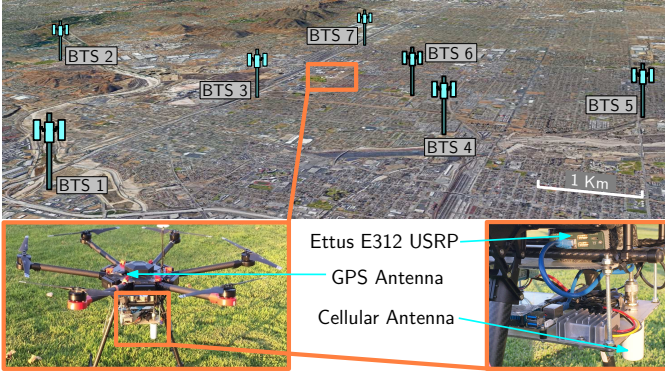 BTS 7
BTS 2
BTS 6
BTS 3
BTS 5
BTS 4
BTS 1
1 Km
Ettus E312 USRP
GPS Antenna
Cellular Antenna